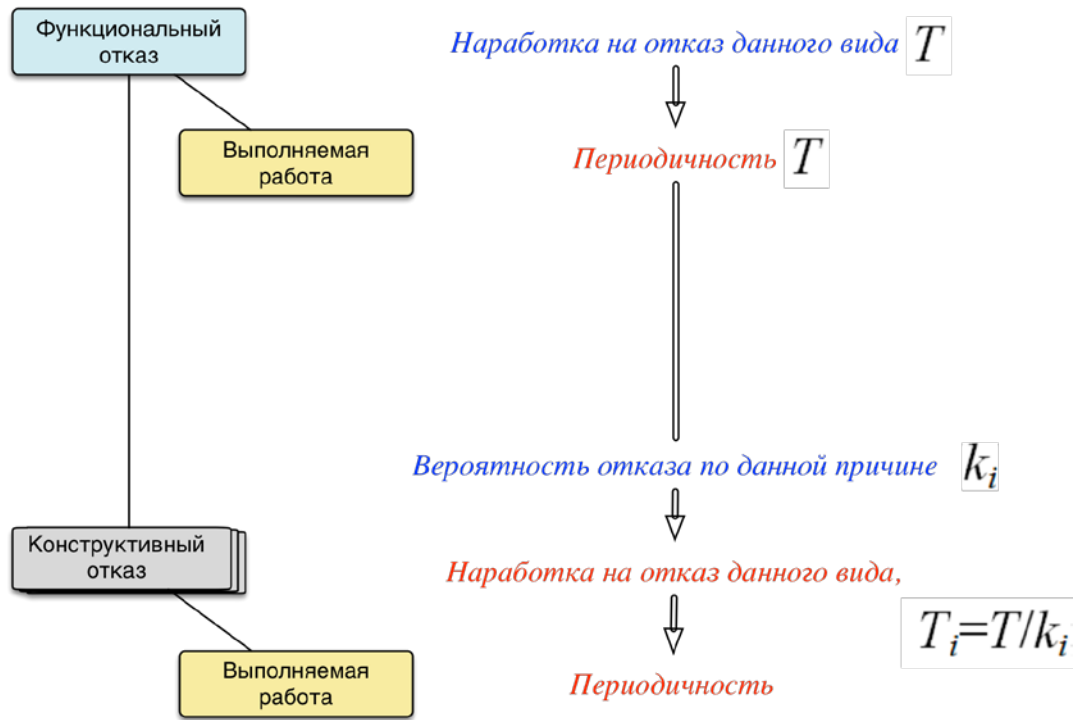 Функциональный
отказ
Наработка на отказ данного вида T
Выполняемая
работа
Периодичность T
Вероятность отказа по данной причине kᵢ
Конструктивный
отказ
Наработка на отказ данного вида,
Tᵢ=T/kᵢ
Выполняемая
работа
Периодичность